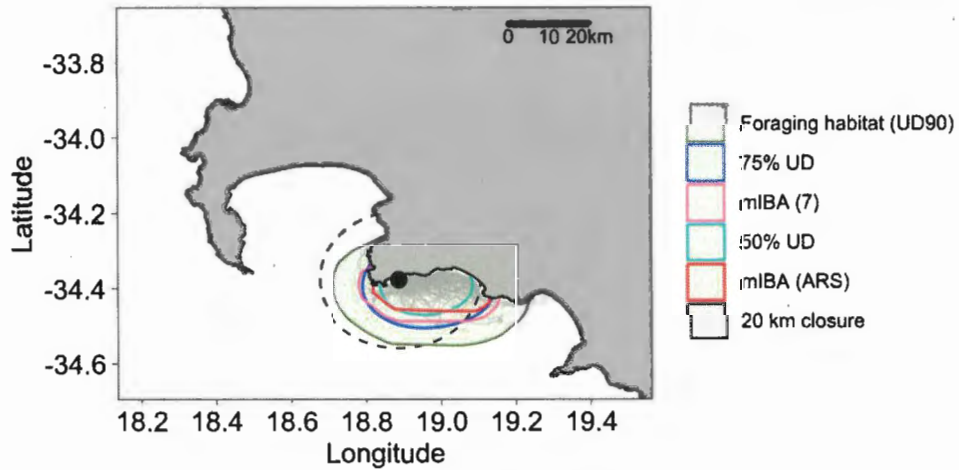 0 10 20km
-33.8
-34.0
-34.2
-34.4
-34.6
Latitude
18.2 18.4 18.6 18.8 19.0 19.2 19.4
Longitude
Foraging habitat (UD90)
75% UD
mIBA (7)
50% UD
mIBA (ARS)
20 km closure